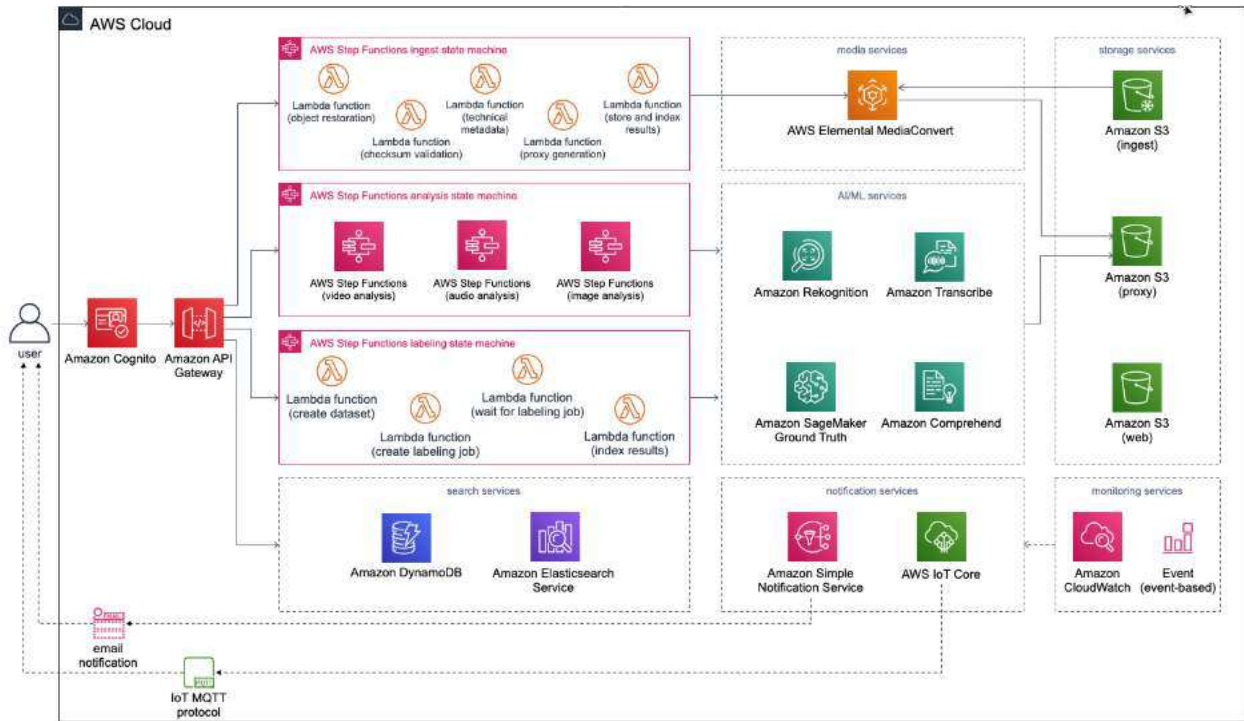 AWS Cloud
AWS Step Functions ingest state machine
Lambda function
(object restoration)
Lambda function
(checksum validation)
Lambda function
(technical
metadata)
Lambda function
(proxy generation)
Lambda function
(store and index
results)
media services
AWS Elemental MediaConvert
storage services
Amazon S3
(ingest)
AWS Step Functions analysis state machine
AWS Step Functions
(video analysis)
AWS Step Functions
(audio analysis)
AWS Step Functions
(image analysis)
AI/ML services
Amazon Rekognition
Amazon Transcribe
Amazon S3
(proxy)
user
Amazon Cognito
Amazon API
Gateway
AWS Step Functions labeling state machine
Lambda function
(create dataset)
Lambda function
(create labeling job)
Lambda function
(wait for labeling job)
Lambda function
(index results)
Amazon SageMaker
Ground Truth
Amazon Comprehend
Amazon S3
(web)
search services
Amazon DynamoDB
Amazon Elasticsearch
Service
notification services
Amazon Simple
Notification Service
AWS IoT Core
monitoring services
Amazon
CloudWatch
Event
(event-based)
email
notification
IoT MQTT
protocol